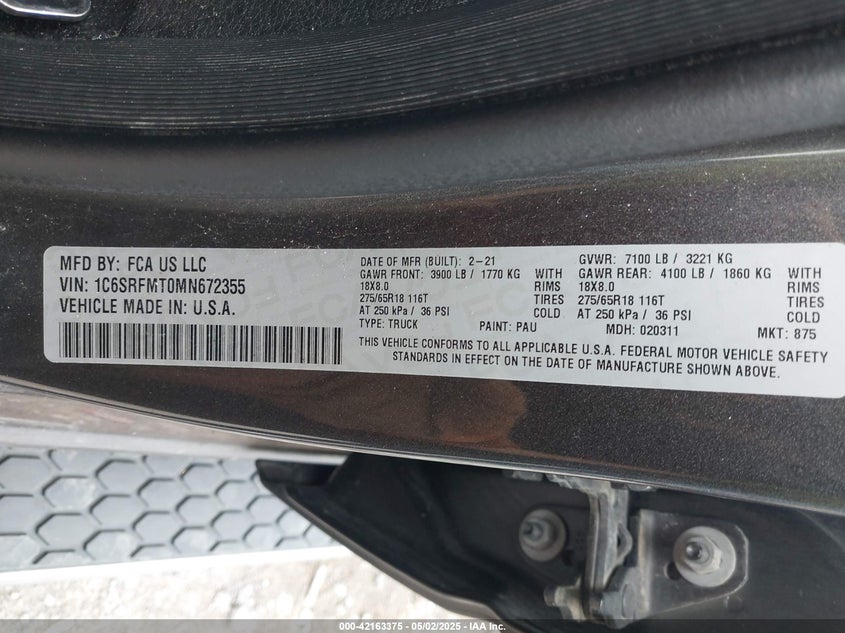 MFD BY: FCA US LLC
VIN: 1C6SRFMT0MN672355
VEHICLE MADE IN: U.S.A.
DATE OF MFR (BUILT): 2-21
GAWR FRONT: 3900 LB / 1770 KG WITH
18X8.0 RIMS
275/65R18 116T TIRES
AT 250 kPa / 36 PSI COLD
TYPE: TRUCK PAINT: PAU
GVWR: 7100 LB / 3221 KG
GAWR REAR: 4100 LB / 1860 KG WITH
18X8.0 RIMS
275/65R18 116T TIRES
AT 250 kPa / 36 PSI COLD
MDH: 020311 MKT: 875
THIS VEHICLE CONFORMS TO ALL APPLICABLE U.S.A. FEDERAL MOTOR VEHICLE SAFETY
STANDARDS IN EFFECT ON THE DATE OF MANUFACTURE SHOWN ABOVE.
000-42163375 - 05/02/2025 - IAA Inc.